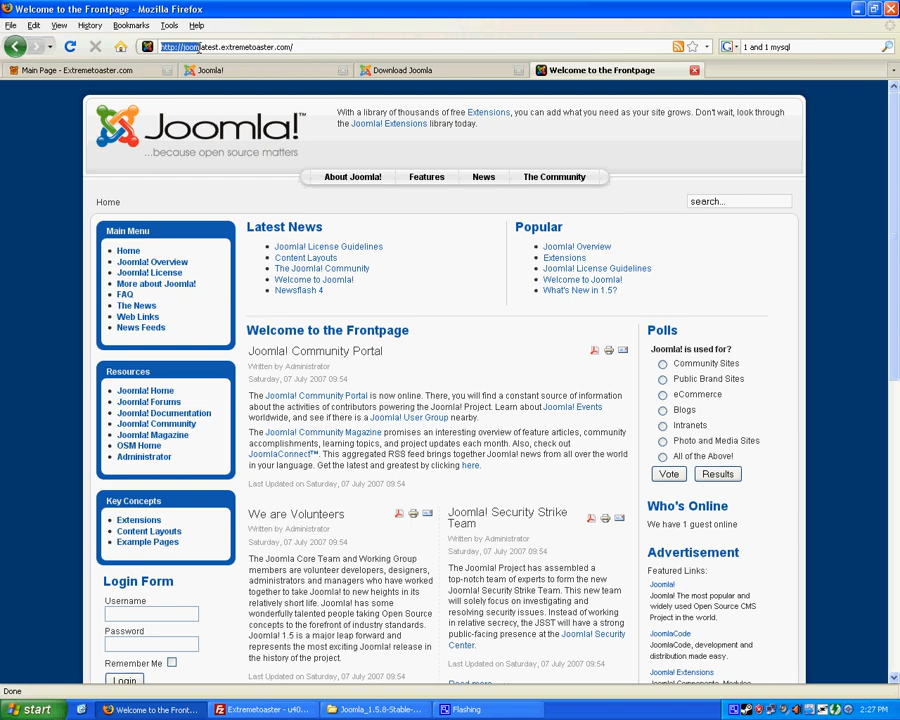 Welcome to the Frontpage - Mozilla Firefox
File Edit View History Bookmarks Tools Help
http://joomlatest.extremetoaster.com/
1 and 1 mysql
Main Page - Extremetoaster.com
Joomla!
Download Joomla
Welcome to the Frontpage
Joomla!™
...because open source matters
With a library of thousands of free Extensions, you can add what you need as your site grows. Don't wait, look through
the Joomla! Extensions library today.
About Joomla! Features News The Community
Home
search...
Main Menu
Home
Joomla! Overview
Joomla! License
More about Joomla!
FAQ
The News
Web Links
News Feeds
Resources
Joomla! Home
Joomla! Forums
Joomla! Documentation
Joomla! Community
Joomla! Magazine
OSM Home
Administrator
Key Concepts
Extensions
Content Layouts
Example Pages
Login Form
Username
Password
Remember Me
Login
Latest News
Joomla! License Guidelines
Content Layouts
The Joomla! Community
Welcome to Joomla!
Newsflash 4
Popular
Joomla! Overview
Extensions
Joomla! License Guidelines
Welcome to Joomla!
What's New in 1.5?
Welcome to the Frontpage
Joomla! Community Portal
Written by Administrator
Saturday, 07 July 2007 09:54
The Joomla! Community Portal is now online. There, you will find a constant source of
information about the activities of contributors powering the Joomla! Project. Learn about Joomla! Events
worldwide, and see if there is a Joomla! User Group nearby.
The Joomla! Community Magazine promises an interesting overview of feature articles, community
accomplishments, learning topics, and project updates each month. Also, check out
JoomlaConnect™. This aggregated RSS feed brings together Joomla! news from all over the world
in your language. Get the latest and greatest by clicking here.
Last Updated on Saturday, 07 July 2007 09:54
We are Volunteers
Written by Administrator
Saturday, 07 July 2007 09:54
The Joomla Core Team and Working Group
members are volunteer developers, designers,
administrators and managers who have worked
together to take Joomla! to new heights in its
relatively short life. Joomla! has some
wonderfully talented people taking Open Source
concepts to the forefront of industry standards.
Joomla! 1.5 is a major leap forward and
represents the most exciting Joomla! release in
the history of the project.
Joomla! Security Strike
Team
Written by Administrator
Saturday, 07 July 2007 09:54
The Joomla! Project has assembled a
top-notch team of experts to form the new
Joomla! Security Strike Team. This new team
will solely focus on investigating and
resolving security issues. Instead of working
in relative secrecy, the JSST will have a strong
public-facing presence at the Joomla! Security
Center.
Last Updated on Saturday, 07 July 2007 09:54
Read more...
Polls
Joomla! is used for?
Community Sites
Public Brand Sites
eCommerce
Blogs
Intranets
Photo and Media Sites
All of the Above!
Vote Results
Who's Online
We have 1 guest online
Advertisement
Featured Links:
Joomla!
Joomla! The most popular and
widely used Open Source CMS
Project in the world.
JoomlaCode
JoomlaCode, development and
distribution made easy.
Joomla! Extensions
Done
start
Welcome to the Front...
Extremetoaster - u40...
Joomla_1.5.8-Stable-...
Flashing
2:27 PM